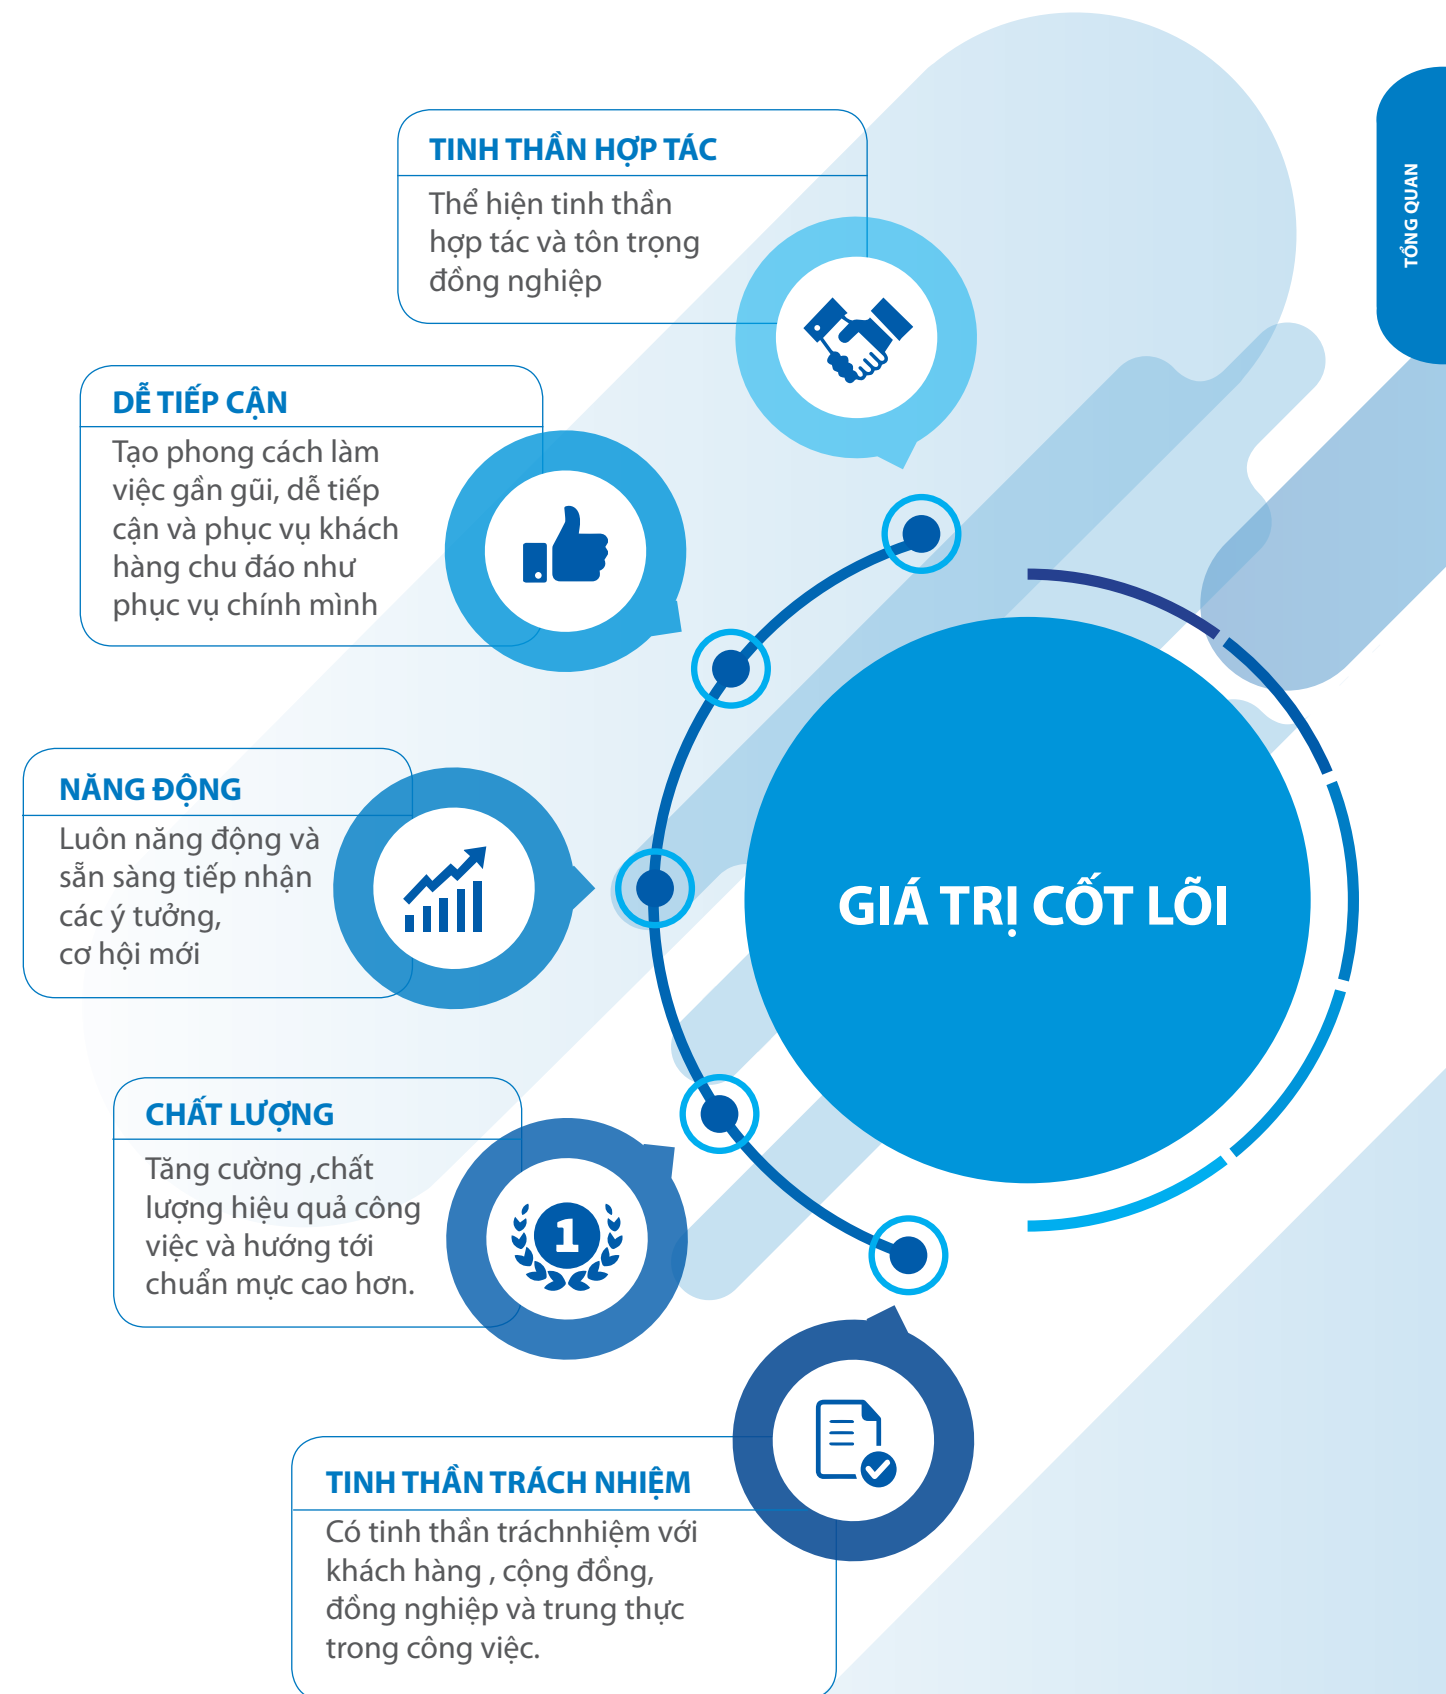 TỔNG QUAN
TINH THẦN HỢP TÁC
Thể hiện tinh thần
hợp tác và tôn trọng
đồng nghiệp
DỄ TIẾP CẬN
Tạo phong cách làm
việc gần gũi, dễ tiếp
cận và phục vụ khách
hàng chu đáo như
phục vụ chính mình
NĂNG ĐỘNG
Luôn năng động và
sẵn sàng tiếp nhận
các ý tưởng,
cơ hội mới
GIÁ TRỊ CỐT LÕI
CHẤT LƯỢNG
Tăng cường ,chất
lượng hiệu quả công
việc và hướng tới
chuẩn mực cao hơn.
1
TINH THẦN TRÁCH NHIỆM
Có tinh thần tráchnhiệm với
khách hàng , cộng đồng,
đồng nghiệp và trung thực
trong công việc.